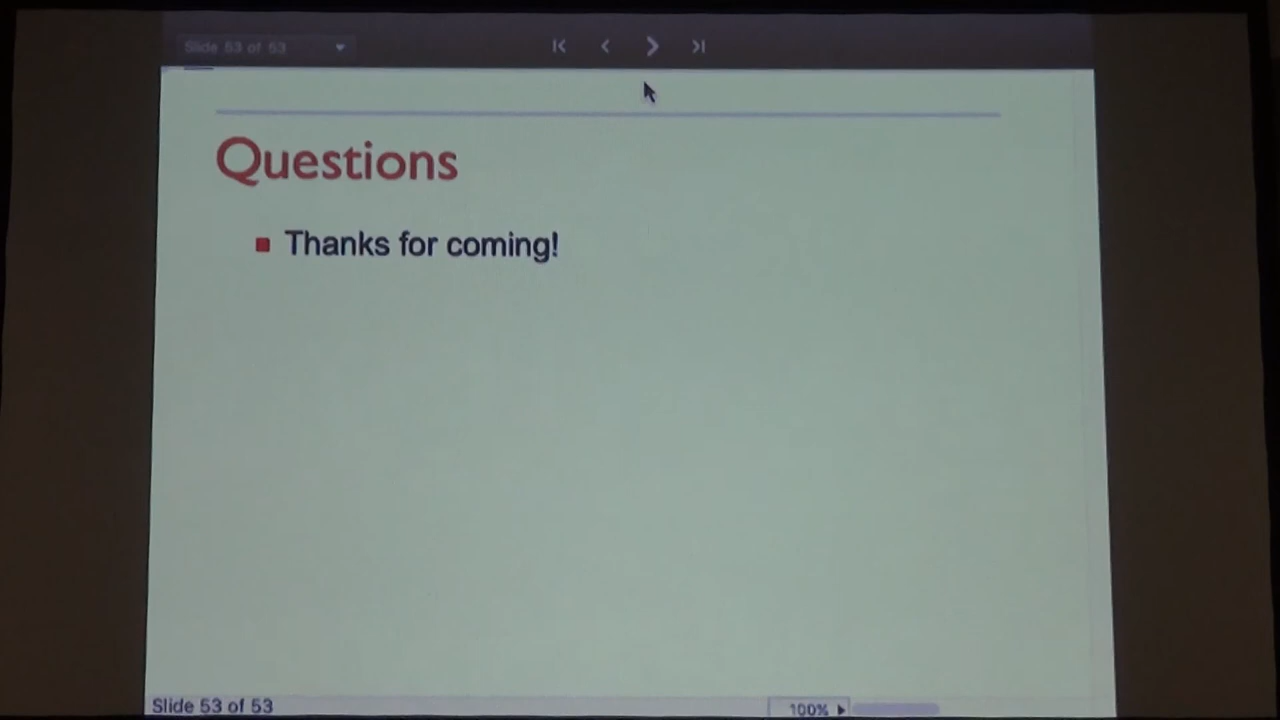 Slide 53 of 53
Questions
Thanks for coming!
Slide 53 of 53
100%